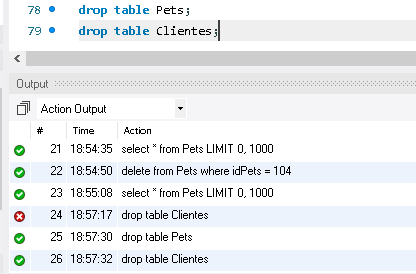 78 drop table Pets;
79 drop table Clientes;
Output
Action Output
# Time Action
21 18:54:35 select * from Pets LIMIT 0, 1000
22 18:54:50 delete from Pets where idPets = 104
23 18:55:08 select * from Pets LIMIT 0, 1000
24 18:57:17 drop table Clientes
25 18:57:30 drop table Pets
26 18:57:32 drop table Clientes